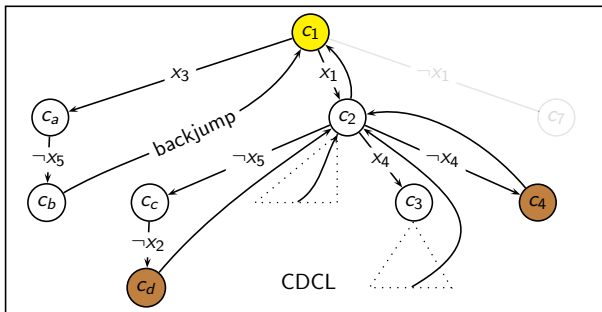 c1
x3
x1
¬x1
ca
c2
c7
¬x5
backjump
¬x5
x4
¬x4
cb
cc
c3
c4
¬x2
cd
CDCL